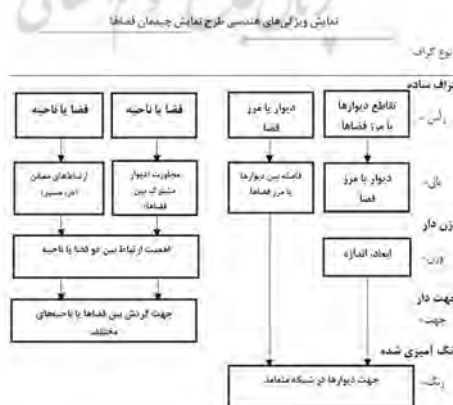 نمایش ویژگی‌های هندسی طرح نمایش چیدمان فضاها
نوع گراف
گراف ساده
رأس
تقاطع دیوارها
با مرز فضاها
دیوار یا مرز
فضا
فضا یا ناحیه
فضا یا ناحیه
یال
دیوار یا مرز
فضا
فاصله بین دیوارها
یا مرز فضاها
مجاورت (دیوار
مشترک بین
فضاها)
ارتباط‌های ممکن
(در، مسیر)
وزن دار
وزن
ابعاد، اندازه
اهمیت ارتباط بین دو فضا یا ناحیه
جهت دار
جهت
جهت گردش بین فضاها یا ناحیه‌های
مختلف
رنگ آمیزی شده
رنگ
جهت دیوارها در شبکه متعامد